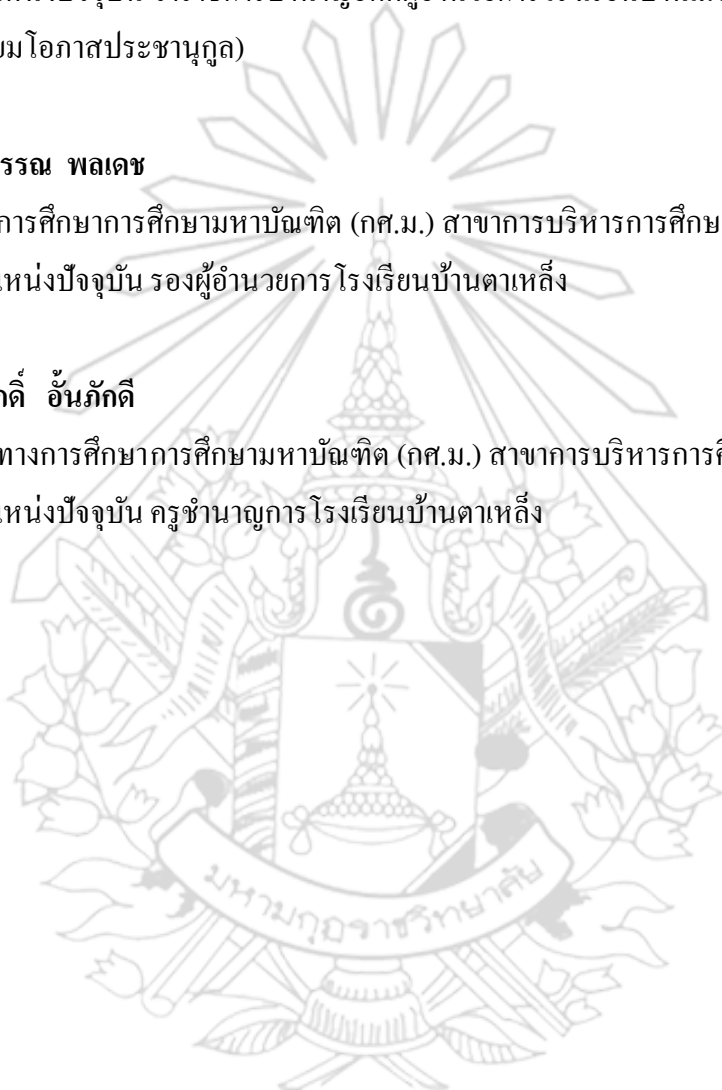 ยมโอภาสประชานุกูล)
รรณ พลเดช
การศึกษาการศึกษามหาบัณฑิต (กศ.ม.) สาขาการบริหารการศึกษ
หน่งปัจจุบัน รองผู้อำนวยการโรงเรียนบ้านตาเหล็ง
กดิ์ อั้นภักดี
ทางการศึกษาการศึกษามหาบัณฑิต (กศ.ม.) สาขาการบริหารการศ
หน่งปัจจุบัน ครูชำนาญการโรงเรียนบ้านตาเหล็ง
มหามกุฏราชวิทยาลัย